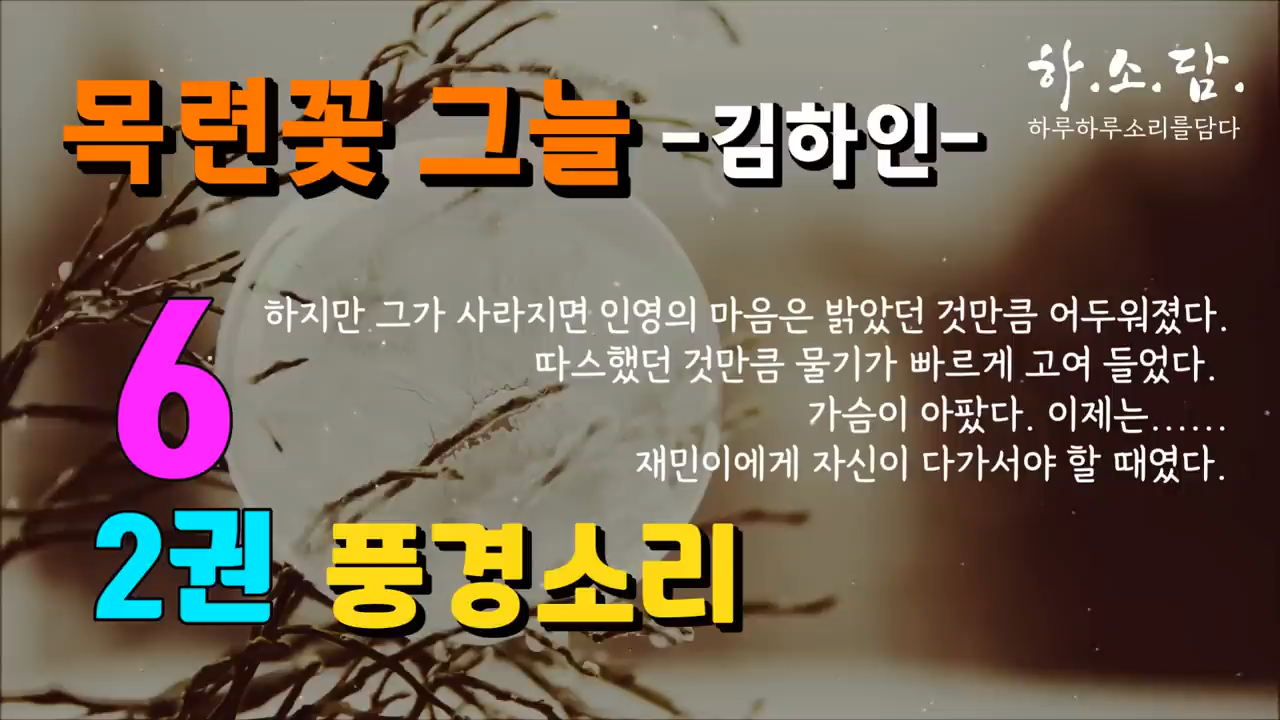 목련꽃 그늘 -김하인-
하.소.담.
하루하루소리를담다
6
하지만 그가 사라지면 인영의 마음은 밝았던 것만큼 어두워졌다.
따스했던 것만큼 물기가 빠르게 고여 들었다.
가슴이 아팠다. 이제는……
재민이에게 자신이 다가서야 할 때였다.
2권 풍경소리